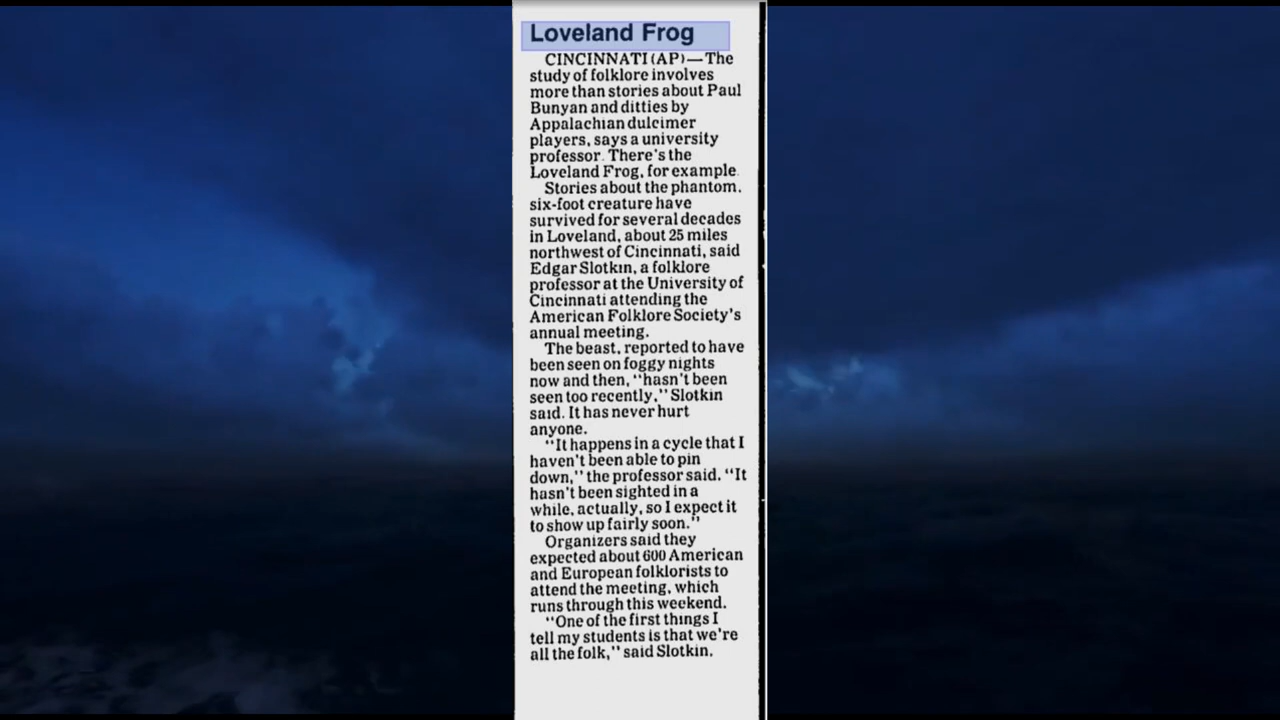 Loveland Frog
CINCINNATI (AP)—The
study of folklore involves
more than stories about Paul
Bunyan and ditties by
Appalachian dulcimer
players, says a university
professor. There's the
Loveland Frog, for example.
Stories about the phantom,
six-foot creature have
survived for several decades
in Loveland, about 25 miles
northwest of Cincinnati, said
Edgar Slotkin, a folklore
professor at the University of
Cincinnati attending the
American Folklore Society's
annual meeting.
The beast, reported to have
been seen on foggy nights
now and then, "hasn't been
seen too recently," Slotkin
said. It has never hurt
anyone.
"It happens in a cycle that I
haven't been able to pin
down," the professor said. "It
hasn't been sighted in a
while, actually, so I expect it
to show up fairly soon."
Organizers said they
expected about 600 American
and European folklorists to
attend the meeting, which
runs through this weekend.
"One of the first things I
tell my students is that we're
all the folk," said Slotkin.